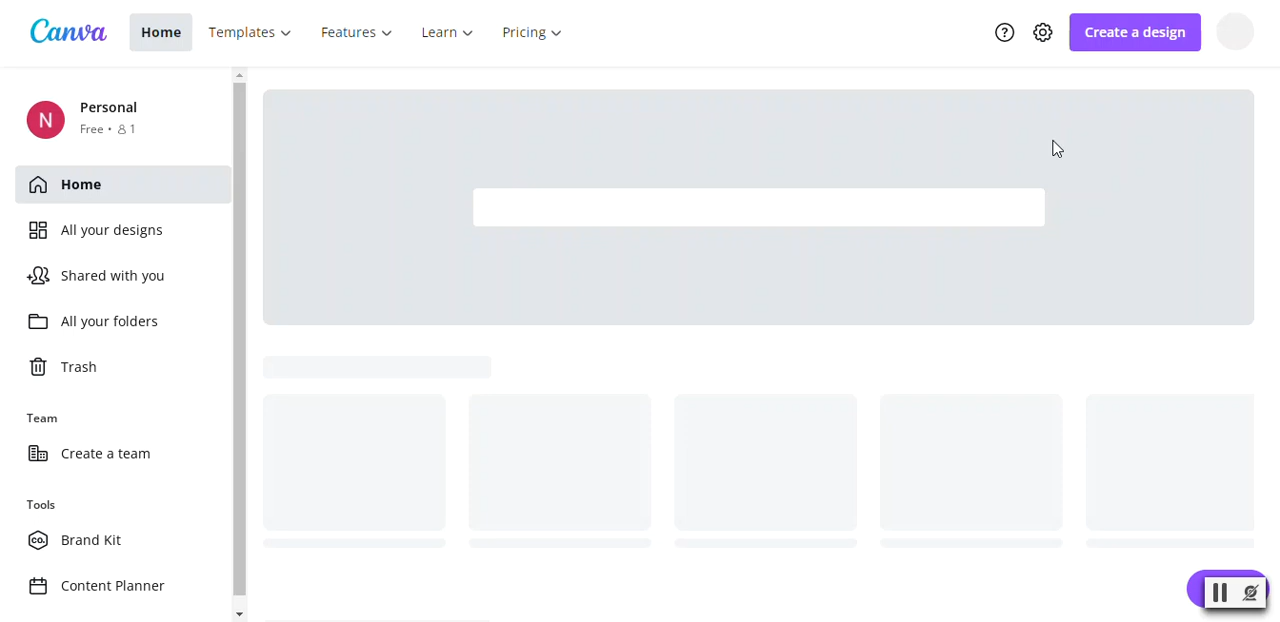 Canva
Home
Templates
Features
Learn
Pricing
?
Create a design
N
Personal
Free • 1
Home
All your designs
Shared with you
All your folders
Trash
Team
Create a team
Tools
co.
Brand Kit
Content Planner